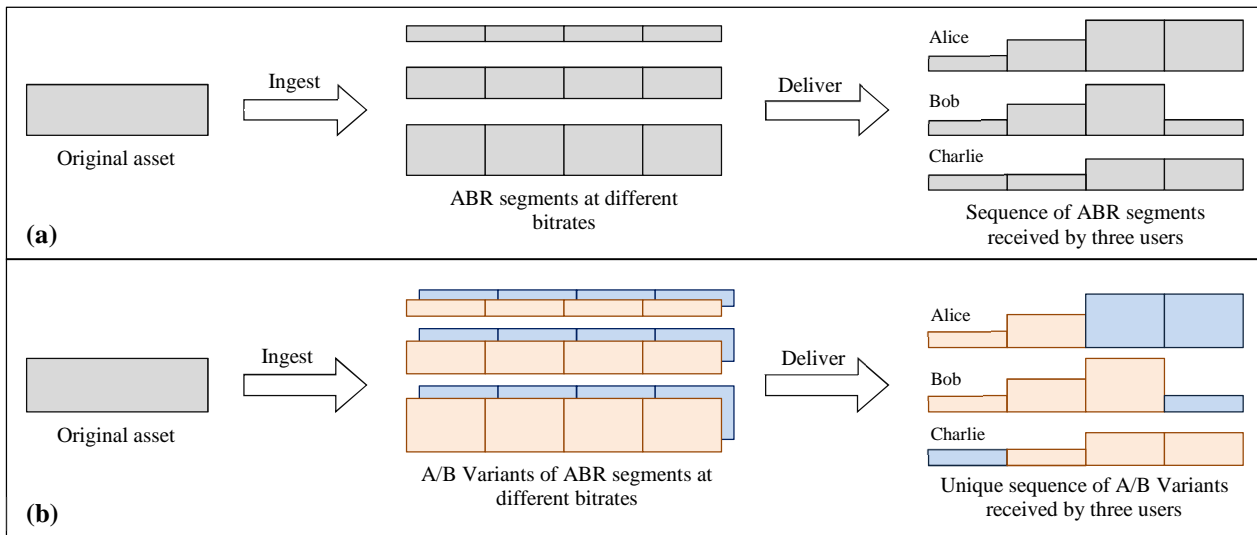 Alice
Ingest
Deliver
Bob
Original asset
Charlie
ABR segments at different
bitrates
Sequence of ABR segments
received by three users
(a)
Alice
Ingest
Deliver
Bob
Original asset
Charlie
A/B Variants of ABR segments at
different bitrates
Unique sequence of A/B Variants
received by three users
(b)